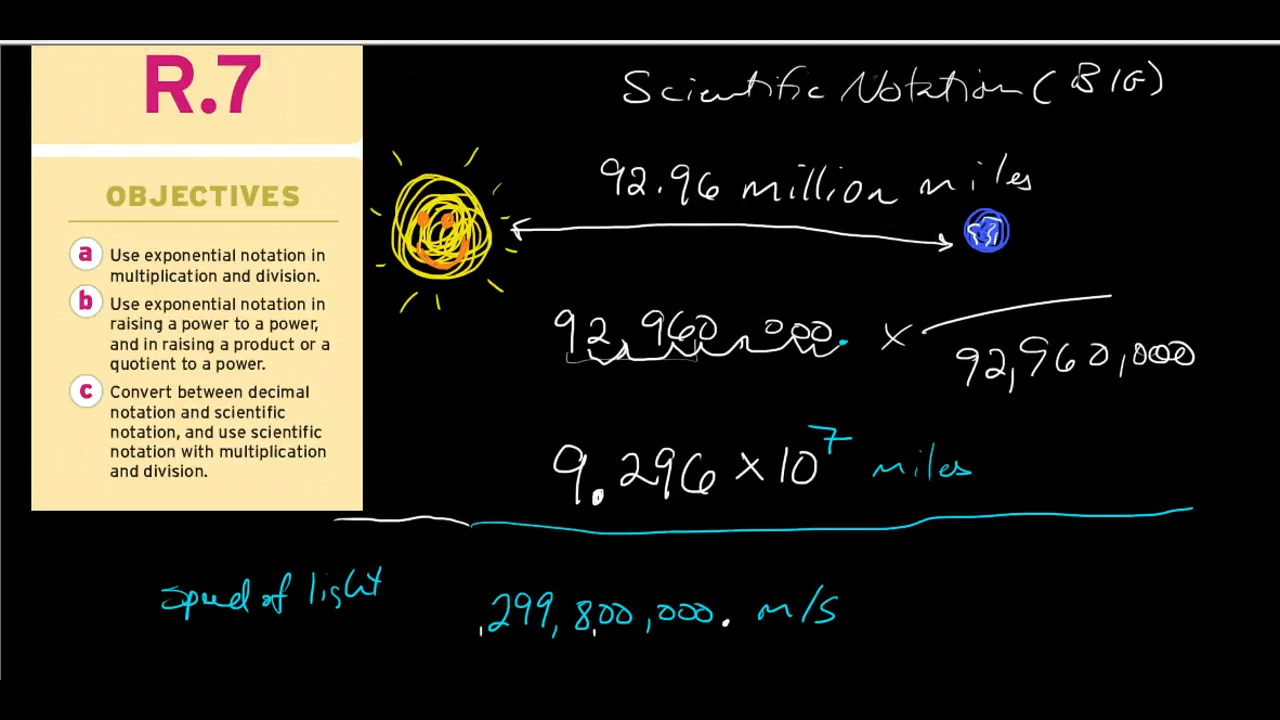 R.7
OBJECTIVES
a Use exponential notation in
multiplication and division.
b Use exponential notation in
raising a power to a power,
and in raising a product or a
quotient to a power.
c Convert between decimal
notation and scientific
notation, and use scientific
notation with multiplication
and division.
Scientific Notation (BIG)
92.96 million miles
92,960,000. ×
92,960,000
9.296 × 10⁷ miles
speed of light 299,800,000. m/s